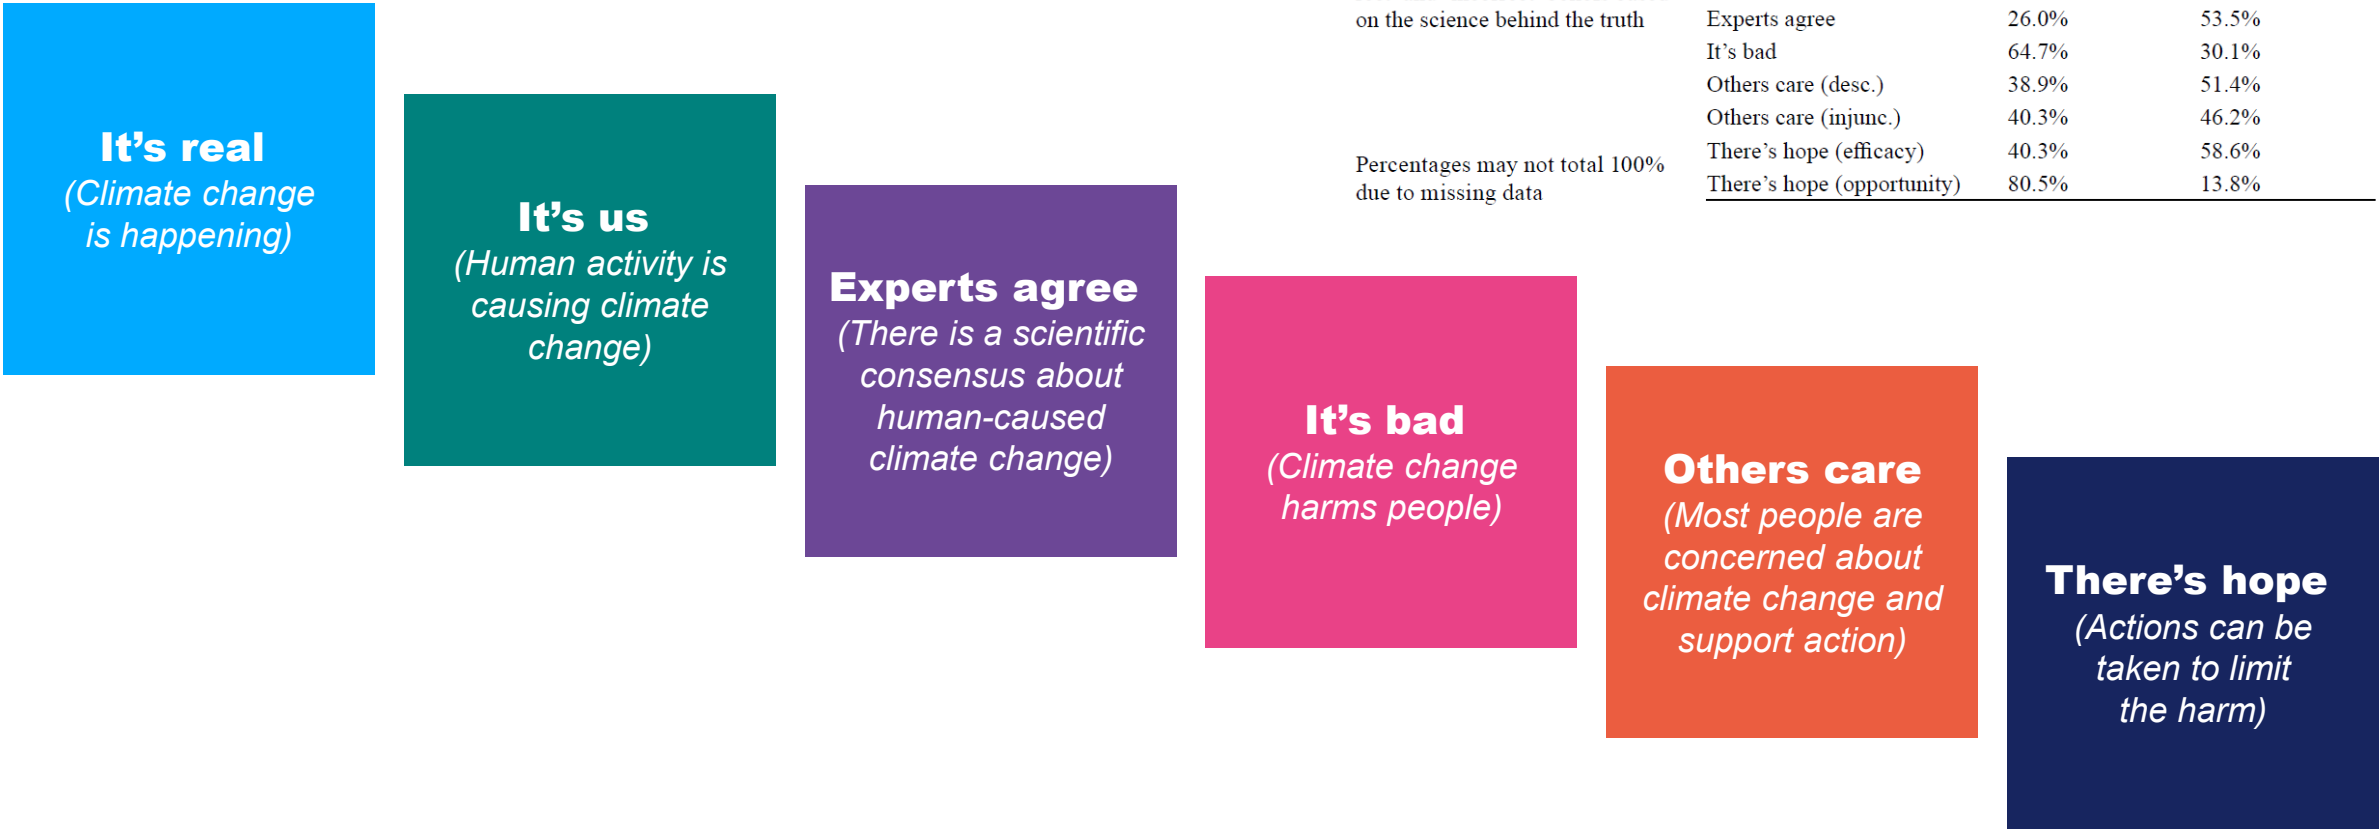 on the science behind the truth
Experts agree 26.0% 53.5%
It's bad 64.7% 30.1%
Others care (desc.) 38.9% 51.4%
Others care (injunc.) 40.3% 46.2%
Percentages may not total 100%
due to missing data
There's hope (efficacy) 40.3% 58.6%
There's hope (opportunity) 80.5% 13.8%
It's real
(Climate change
is happening)
It's us
(Human activity is
causing climate
change)
Experts agree
(There is a scientific
consensus about
human-caused
climate change)
It's bad
(Climate change
harms people)
Others care
(Most people are
concerned about
climate change and
support action)
There's hope
(Actions can be
taken to limit
the harm)